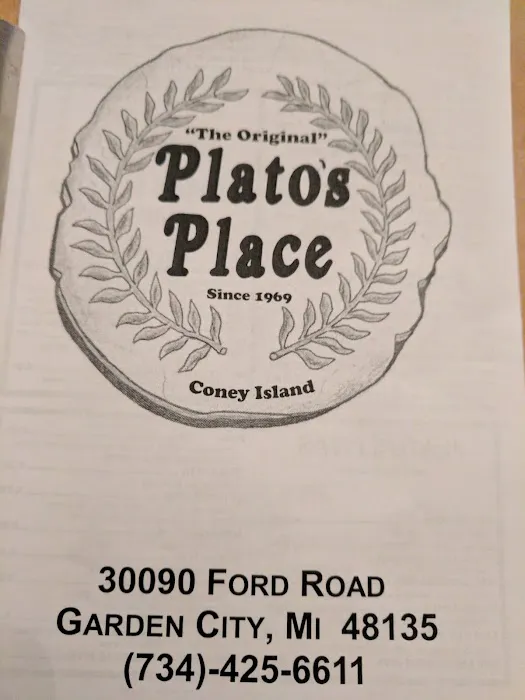 "The Original"
Plato's
Place
Since 1969
Coney Island
30090 FORD ROAD
GARDEN CITY, MI 48135
(734)-425-6611